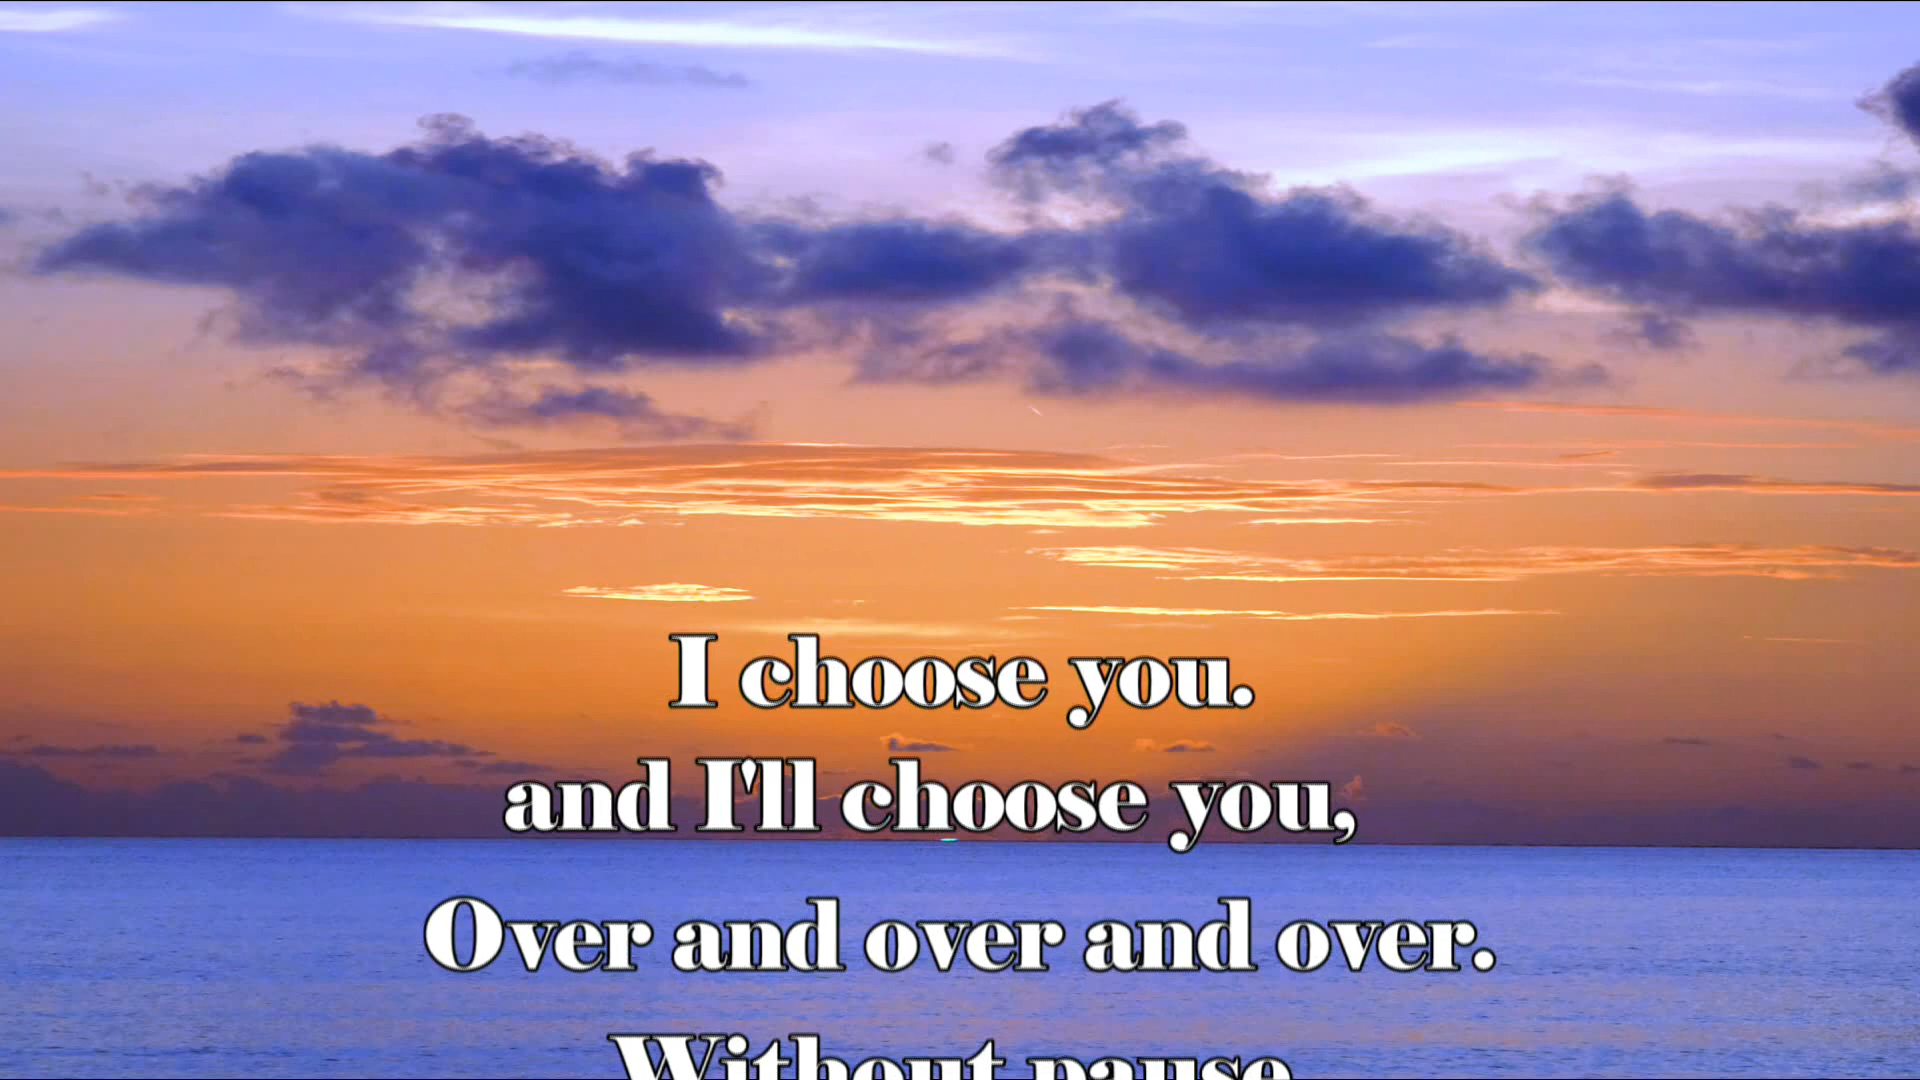 I choose you.
and I'll choose you,
Over and over and over.
Without pause